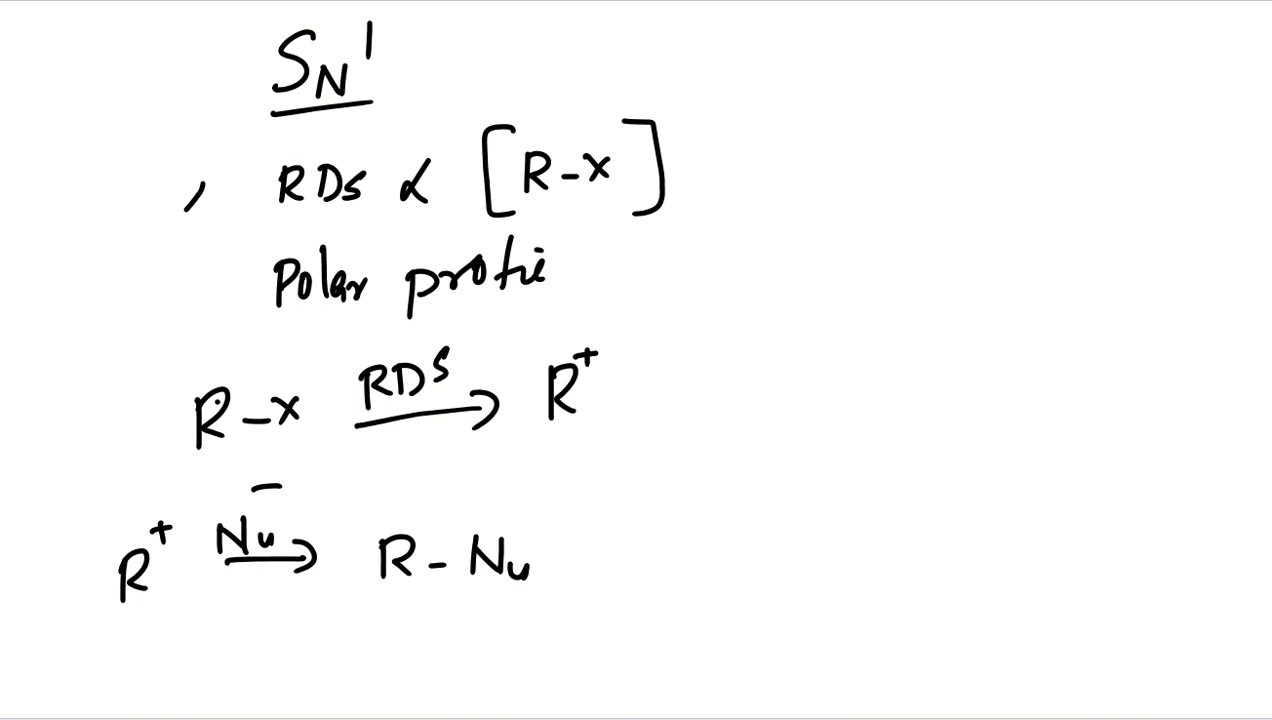 SN1
, RDS ∝ [R-x]
Polar protic
R-x RDS → R+
R+ Nu- → R-Nu